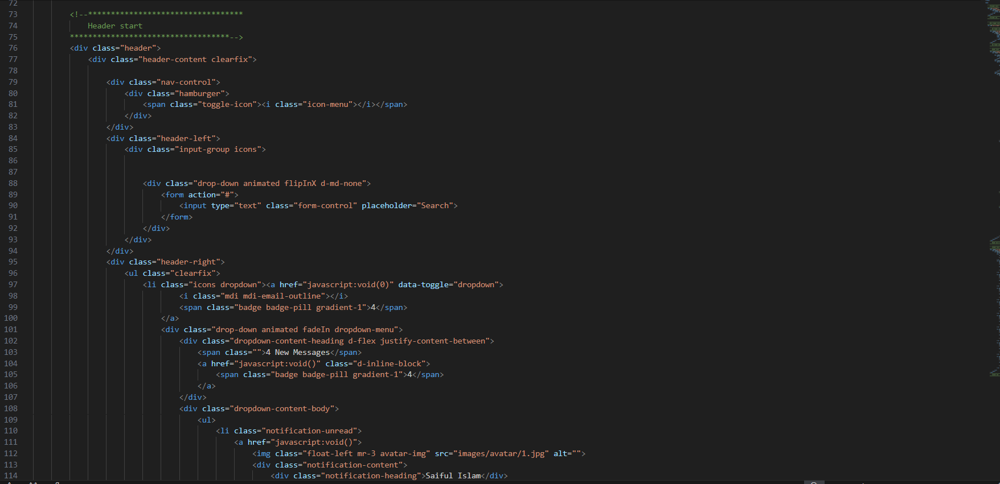 72
73 <!--**********************************
74 Header start
75 ***********************************-->
76 <div class="header">
77 <div class="header-content clearfix">
78
79 <div class="nav-control">
80 <div class="hamburger">
81 <span class="toggle-icon"><i class="icon-menu"></i></span>
82 </div>
83 </div>
84 <div class="header-left">
85 <div class="input-group icons">
86
87
88 <div class="drop-down animated flipInX d-md-none">
89 <form action="#">
90 <input type="text" class="form-control" placeholder="Search">
91 </form>
92 </div>
93 </div>
94 </div>
95 <div class="header-right">
96 <ul class="clearfix">
97 <li class="icons dropdown"><a href="javascript:void(0)" data-toggle="dropdown">
98 <i class="mdi mdi-email-outline"></i>
99 <span class="badge badge-pill gradient-1">4</span>
100 </a>
101 <div class="drop-down animated fadeIn dropdown-menu">
102 <div class="dropdown-content-heading d-flex justify-content-between">
103 <span class="">4 New Messages</span>
104 <a href="javascript:void()" class="d-inline-block">
105 <span class="badge badge-pill gradient-1">4</span>
106 </a>
107 </div>
108 <div class="dropdown-content-body">
109 <ul>
110 <li class="notification-unread">
111 <a href="javascript:void()">
112 <img class="float-left mr-3 avatar-img" src="images/avatar/1.jpg" alt="">
113 <div class="notification-content">
114 <div class="notification-heading">Saiful Islam</div>